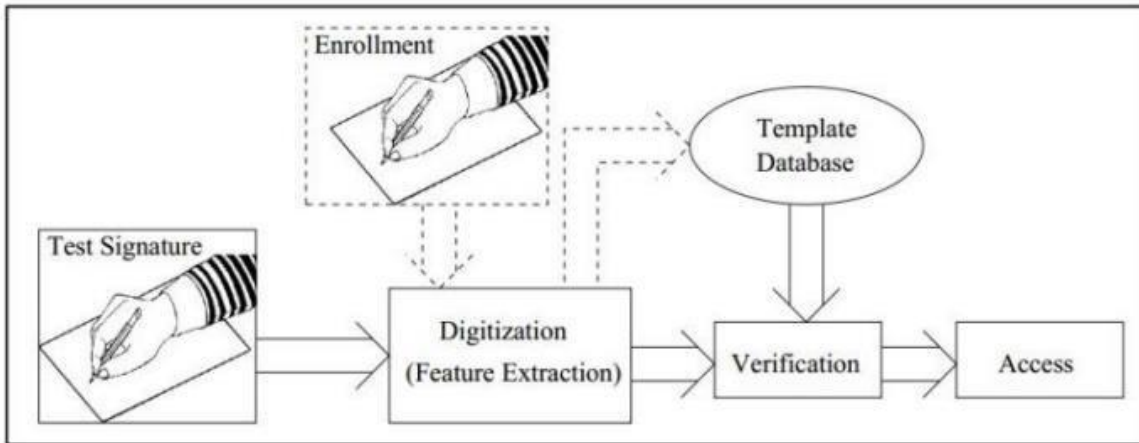 Enrollment
Template
Database
Test Signature
Digitization
(Feature Extraction)
Verification
Access